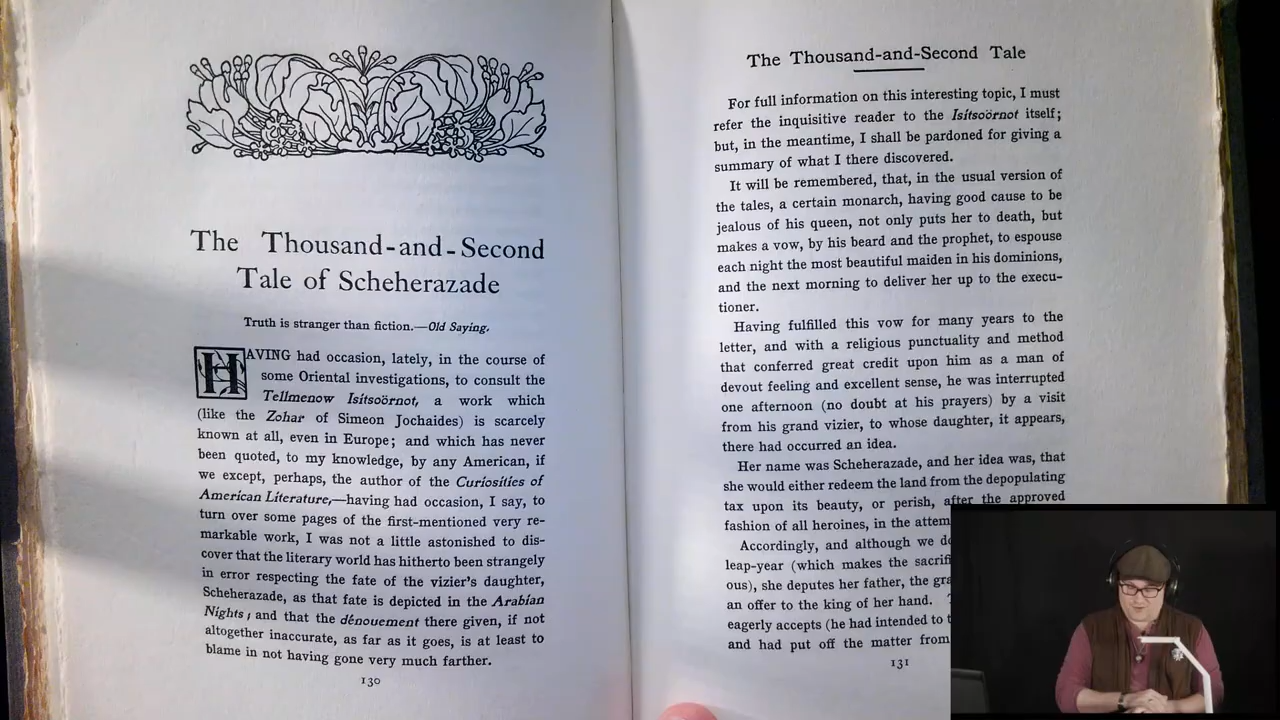 The Thousand-and-Second
Tale of Scheherazade
Truth is stranger than fiction.—Old Saying.
HAVING had occasion, lately, in the course of
some Oriental investigations, to consult the
Tellmenow Isitsoörnot, a work which
(like the Zohar of Simeon Jochaides) is scarcely
known at all, even in Europe; and which has never
been quoted, to my knowledge, by any American, if
we except, perhaps, the author of the Curiosities of
American Literature,—having had occasion, I say, to
turn over some pages of the first-mentioned very re-
markable work, I was not a little astonished to dis-
cover that the literary world has hitherto been strangely
in error respecting the fate of the vizier's daughter,
Scheherazade, as that fate is depicted in the Arabian
Nights; and that the dénouement there given, if not
altogether inaccurate, as far as it goes, is at least to
blame in not having gone very much farther.
130
The Thousand-and-Second Tale
For full information on this interesting topic, I must
refer the inquisitive reader to the Isitsoörnot itself;
but, in the meantime, I shall be pardoned for giving a
summary of what I there discovered.
It will be remembered, that, in the usual version of
the tales, a certain monarch, having good cause to be
jealous of his queen, not only puts her to death, but
makes a vow, by his beard and the prophet, to espouse
each night the most beautiful maiden in his dominions,
and the next morning to deliver her up to the execu-
tioner.
Having fulfilled this vow for many years to the
letter, and with a religious punctuality and method
that conferred great credit upon him as a man of
devout feeling and excellent sense, he was interrupted
one afternoon (no doubt at his prayers) by a visit
from his grand vizier, to whose daughter, it appears,
there had occurred an idea.
Her name was Scheherazade, and her idea was, that
she would either redeem the land from the depopulating
tax upon its beauty, or perish, after the approved
fashion of all heroines, in the
Accordingly, and although we
leap-year (which makes the
ous), she deputes her father, the
an offer to the king of her hand.
eagerly accepts (he had intended to
and had put off the matter from
131